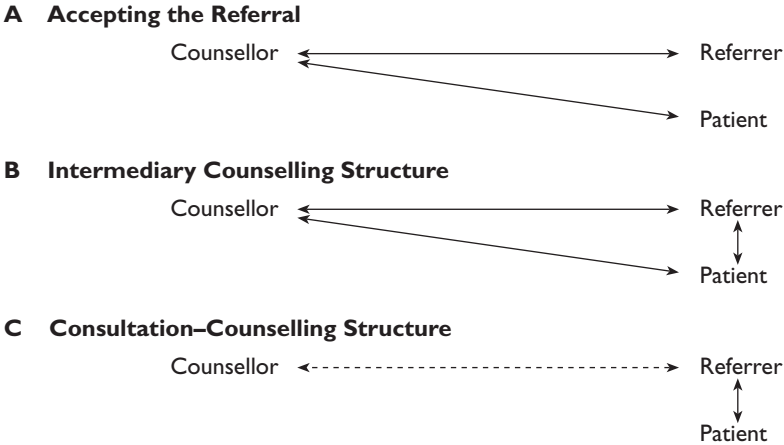 A Accepting the Referral
Counsellor Referrer
Patient
B Intermediary Counselling Structure
Counsellor Referrer
Patient
C Consultation–Counselling Structure
Counsellor Referrer
Patient